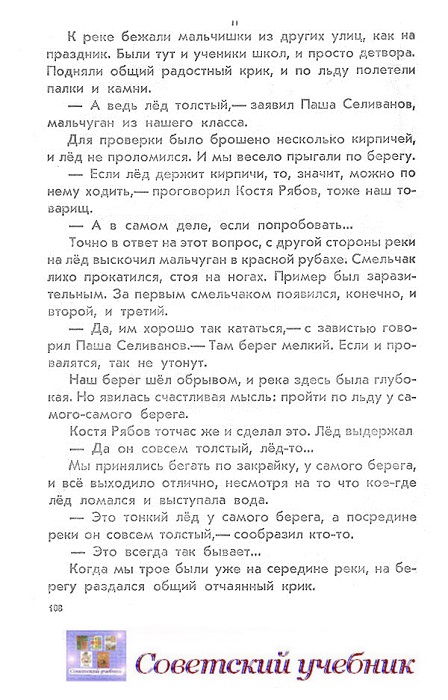 II
К реке бежали мальчишки из других улиц, как на
праздник. Были тут и ученики школ, и просто детвора.
Подняли общий радостный крик, и по льду полетели
палки и камни.
— А ведь лёд толстый,— заявил Паша Селиванов,
мальчуган из нашего класса.
Для проверки было брошено несколько кирпичей,
и лёд не проломился. И мы весело прыгали по берегу.
— Если лёд держит кирпичи, то, значит, можно по
нему ходить,— проговорил Костя Рябов, тоже наш то-
варищ.
— А в самом деле, если попробовать...
Точно в ответ на этот вопрос, с другой стороны реки
на лёд выскочил мальчуган в красной рубахе. Смельчак
лихо прокатился, стоя на ногах. Пример был зарази-
тельным. За первым смельчаком появился, конечно, и
второй, и третий.
— Да, им хорошо так кататься,— с завистью гово-
рил Паша Селиванов.— Там берег мелкий. Если и про-
валятся, так не утонут.
Наш берег шёл обрывом, и река здесь была глубо-
кая. Но явилась счастливая мысль: пройти по льду у са-
мого-самого берега.
Костя Рябов тотчас же и сделал это. Лёд выдержал
— Да он совсем толстый, лёд-то...
Мы принялись бегать по закрайку, у самого берега,
и всё выходило отлично, несмотря на то что кое-где
лёд ломался и выступала вода.
— Это тонкий лёд у самого берега, а посредине
реки он совсем толстый,— сообразил кто-то.
— Это всегда так бывает...
Когда мы трое были уже на середине реки, на бе-
регу раздался общий отчаянный крик.
108
Советский учебник